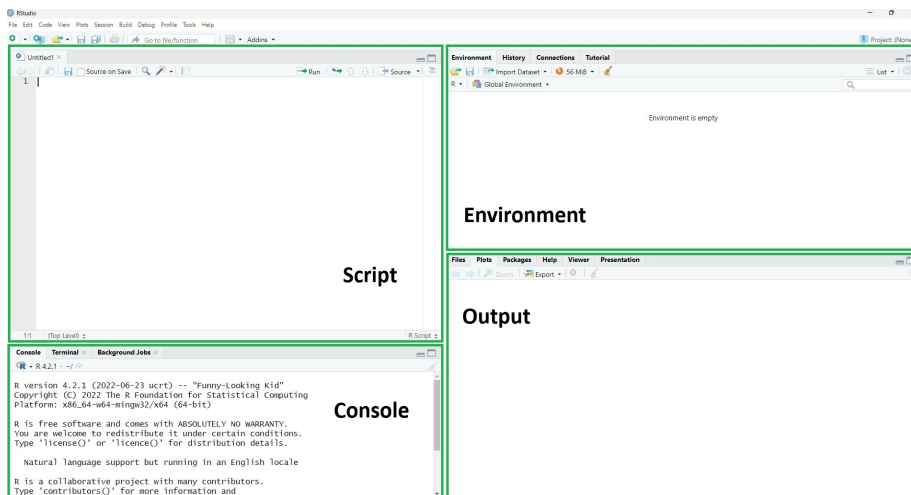 RStudio
File Edit Code View Plots Session Build Debug Profile Tools Help
Go to file/function Addins Project: (None
Untitled1
Source on Save Run Source
1
Script
1:1 (Top Level) R Script
Console Terminal Background Jobs
R 4.2.1 · ~/
R version 4.2.1 (2022-06-23 ucrt) -- "Funny-Looking Kid"
Copyright (C) 2022 The R Foundation for Statistical Computing
Platform: x86_64-w64-mingw32/x64 (64-bit)
Console
R is free software and comes with ABSOLUTELY NO WARRANTY.
You are welcome to redistribute it under certain conditions.
Type 'license()' or 'licence()' for distribution details.
Natural language support but running in an English locale
R is a collaborative project with many contributors.
Type 'contributors()' for more information and
Environment History Connections Tutorial
Import Dataset 56 MiB List
R Global Environment
Environment is empty
Environment
Files Plots Packages Help Viewer Presentation
Zoom Export
Output